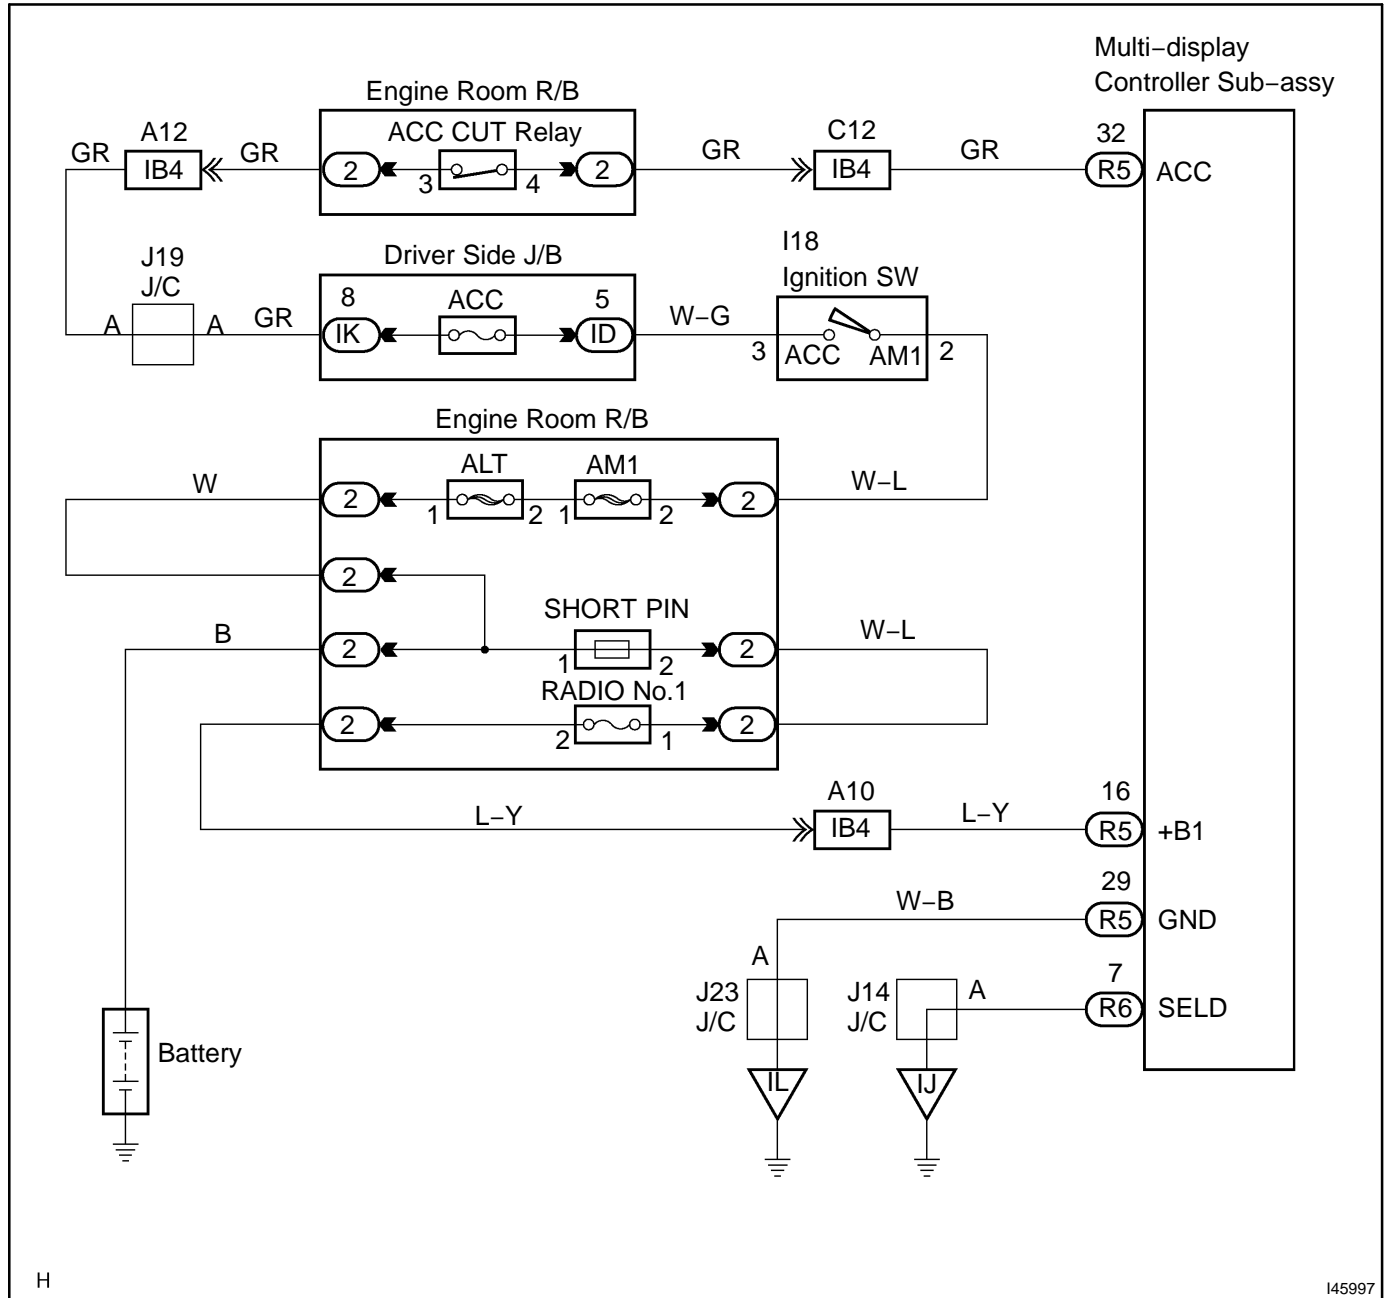 Multi−display
Controller Sub−assy
Engine Room R/B
A12
ACC CUT Relay
C12
32
GR
IB4
GR
2
3
4
2
GR
IB4
GR
R5
ACC
J19
J/C
Driver Side J/B
I18
Ignition SW
8
ACC
5
A
A
GR
IK
ID
W−G
3
ACC
AM1
2
Engine Room R/B
W
ALT
AM1
W−L
2
1
2
1
2
2
2
SHORT PIN
B
2
1
2
2
W−L
RADIO No.1
2
2
1
2
A10
16
L−Y
IB4
L−Y
R5
+B1
29
W−B
R5
GND
A
7
J23
J/C
J14
J/C
A
R6
SELD
Battery
IL
IJ
H
I45997